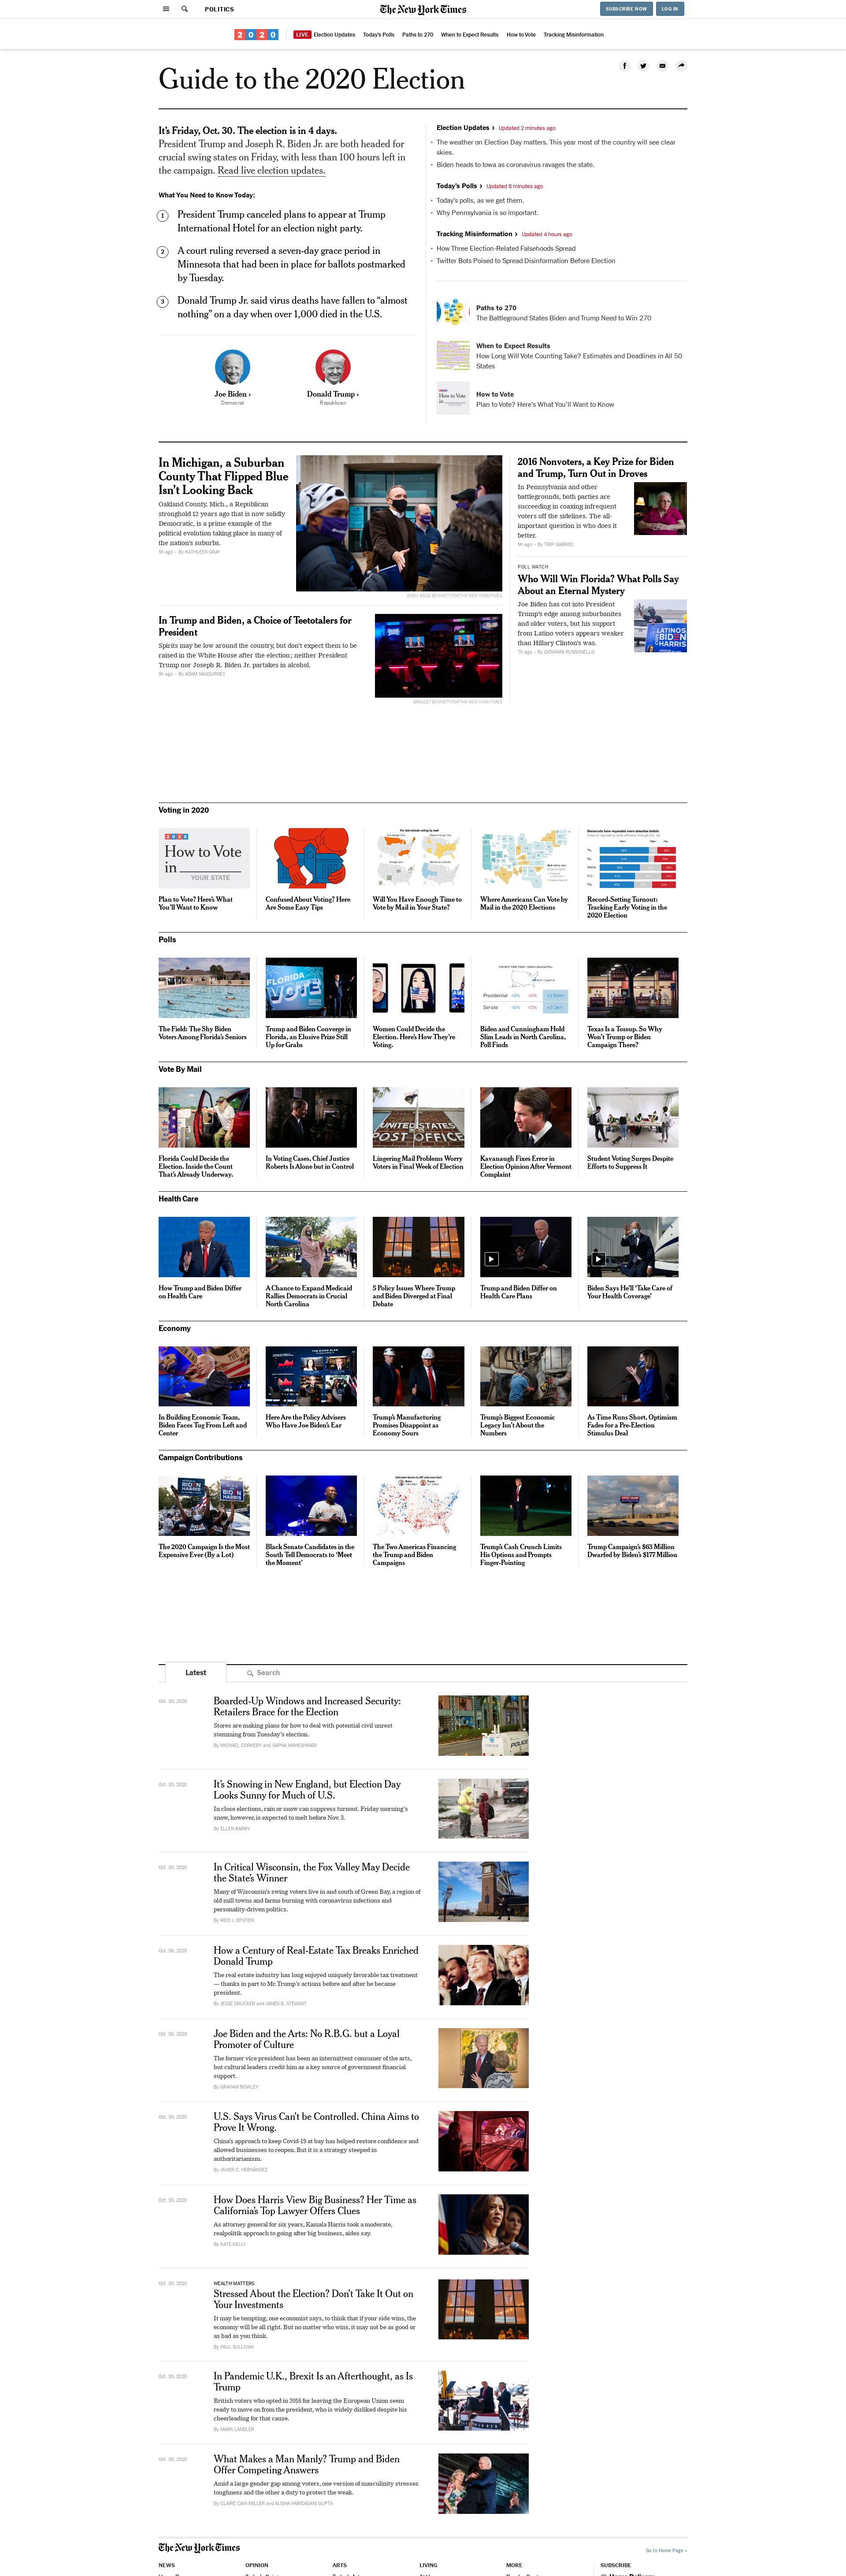 POLITICS
The New York Times
SUBSCRIBE NOW
LOG IN
2020
LIVE
Election Updates
Today's Polls
Paths to 270
When to Expect Results
How to Vote
Tracking Misinformation
Guide to the 2020 Election
It's Friday, Oct. 30. The election is in 4 days.
President Trump and Joseph R. Biden Jr. are both headed for
crucial swing states on Friday, with less than 100 hours left in
the campaign. Read live election updates.
What You Need to Know Today:
1 President Trump canceled plans to appear at Trump
International Hotel for an election night party.
2 A court ruling reversed a seven-day grace period in
Minnesota that had been in place for ballots postmarked
by Tuesday.
3 Donald Trump Jr. said virus deaths have fallen to “almost
nothing” on a day when over 1,000 died in the U.S.
Joe Biden ›
Democrat
Donald Trump ›
Republican
Election Updates › Updated 2 minutes ago
• The weather on Election Day matters. This year most of the country will see clear
skies.
• Biden heads to Iowa as coronavirus ravages the state.
Today's Polls › Updated 8 minutes ago
• Today's polls, as we get them.
• Why Pennsylvania is so important.
Tracking Misinformation › Updated 4 hours ago
• How Three Election-Related Falsehoods Spread
• Twitter Bots Poised to Spread Disinformation Before Election
Paths to 270
The Battleground States Biden and Trump Need to Win 270
When to Expect Results
How Long Will Vote Counting Take? Estimates and Deadlines in All 50
States
How to Vote
in
How to Vote
Plan to Vote? Here's What You'll Want to Know
In Michigan, a Suburban
County That Flipped Blue
Isn't Looking Back
Oakland County, Mich., a Republican
stronghold 12 years ago that is now solidly
Democratic, is a prime example of the
political evolution taking place in many of
the nation's suburbs.
5h ago – By KATHLEEN GRAY
EMILY ROSE BENNETT FOR THE NEW YORK TIMES
In Trump and Biden, a Choice of Teetotalers for
President
Spirits may be low around the country, but don't expect them to be
raised in the White House after the election; neither President
Trump nor Joseph R. Biden Jr. partakes in alcohol.
9h ago – By ADAM NAGOURNEY
BRIDGET BENNETT FOR THE NEW YORK TIMES
2016 Nonvoters, a Key Prize for Biden
and Trump, Turn Out in Droves
In Pennsylvania and other
battlegrounds, both parties are
succeeding in coaxing infrequent
voters off the sidelines. The all-
important question is who does it
better.
5h ago – By TRIP GABRIEL
POLL WATCH
Who Will Win Florida? What Polls Say
About an Eternal Mystery
Joe Biden has cut into President
Trump's edge among suburbanites
and older voters, but his support
from Latino voters appears weaker
than Hillary Clinton's was.
7h ago – By GIOVANNI RUSSONELLO
LATINOS
BIDEN
HARRIS
Voting in 2020
2020
How to Vote
in
YOUR STATE
Plan to Vote? Here's What
You'll Want to Know
Confused About Voting? Here
Are Some Easy Tips
Will You Have Enough Time to
Vote by Mail in Your State?
Where Americans Can Vote by
Mail in the 2020 Elections
Record-Setting Turnout:
Tracking Early Voting in the
2020 Election
Polls
The Field: The Shy Biden
Voters Among Florida's Seniors
FLORIDA
VOTE
Trump and Biden Converge in
Florida, an Elusive Prize Still
Up for Grabs
Women Could Decide the
Election. Here's How They're
Voting.
Presidential
Senate
Biden and Cunningham Hold
Slim Leads in North Carolina,
Poll Finds
Texas Is a Tossup. So Why
Won't Trump or Biden
Campaign There?
Vote By Mail
Florida Could Decide the
Election. Inside the Count
That's Already Underway.
In Voting Cases, Chief Justice
Roberts Is Alone but in Control
UNITED STATES
POST OFFICE
Lingering Mail Problems Worry
Voters in Final Week of Election
Kavanaugh Fixes Error in
Election Opinion After Vermont
Complaint
Student Voting Surges Despite
Efforts to Suppress It
Health Care
How Trump and Biden Differ
on Health Care
A Chance to Expand Medicaid
Rallies Democrats in Crucial
North Carolina
5 Policy Issues Where Trump
and Biden Diverged at Final
Debate
Trump and Biden Differ on
Health Care Plans
Biden Says He'll ‘Take Care of
Your Health Coverage’
Economy
In Building Economic Team,
Biden Faces Tug From Left and
Center
Here Are the Policy Advisers
Who Have Joe Biden's Ear
Trump's Manufacturing
Promises Disappoint as
Economy Sours
Trump's Biggest Economic
Legacy Isn't About the
Numbers
As Time Runs Short, Optimism
Fades for a Pre-Election
Stimulus Deal
Campaign Contributions
BIDEN
HARRIS
The 2020 Campaign Is the Most
Expensive Ever (By a Lot)
Black Senate Candidates in the
South Tell Democrats to ‘Meet
the Moment’
The Two Americas Financing
the Trump and Biden
Campaigns
Trump's Cash Crunch Limits
His Options and Prompts
Finger-Pointing
Trump Campaign's $63 Million
Dwarfed by Biden's $177 Million
Latest
Search
Oct. 30, 2020
Boarded-Up Windows and Increased Security:
Retailers Brace for the Election
Stores are making plans for how to deal with potential civil unrest
stemming from Tuesday's election.
By MICHAEL CORKERY and SAPNA MAHESHWARI
POLICE
Oct. 30, 2020
It's Snowing in New England, but Election Day
Looks Sunny for Much of U.S.
In close elections, rain or snow can suppress turnout. Friday morning's
snow, however, is expected to melt before Nov. 3.
By ELLEN BARRY
Oct. 30, 2020
In Critical Wisconsin, the Fox Valley May Decide
the State's Winner
Many of Wisconsin's swing voters live in and south of Green Bay, a region of
old mill towns and farms burning with coronavirus infections and
personality-driven politics.
By REID J. EPSTEIN
Oct. 30, 2020
How a Century of Real-Estate Tax Breaks Enriched
Donald Trump
The real estate industry has long enjoyed uniquely favorable tax treatment
— thanks in part to Mr. Trump's actions before and after he became
president.
By JESSE DRUCKER and JAMES B. STEWART
Oct. 30, 2020
Joe Biden and the Arts: No R.B.G. but a Loyal
Promoter of Culture
The former vice president has been an intermittent consumer of the arts,
but cultural leaders credit him as a key source of government financial
support.
By GRAHAM BOWLEY
Oct. 30, 2020
U.S. Says Virus Can't be Controlled. China Aims to
Prove It Wrong.
China's approach to keep Covid-19 at bay has helped restore confidence and
allowed businesses to reopen. But it is a strategy steeped in
authoritarianism.
By JAVIER C. HERNÁNDEZ
Oct. 30, 2020
How Does Harris View Big Business? Her Time as
California's Top Lawyer Offers Clues
As attorney general for six years, Kamala Harris took a moderate,
realpolitik approach to going after big business, aides say.
By KATE KELLY
Oct. 30, 2020
WEALTH MATTERS
Stressed About the Election? Don't Take It Out on
Your Investments
It may be tempting, one economist says, to think that if your side wins, the
economy will be all right. But no matter who wins, it may not be as good or
as bad as you think.
By PAUL SULLIVAN
Oct. 30, 2020
In Pandemic U.K., Brexit Is an Afterthought, as Is
Trump
British voters who opted in 2016 for leaving the European Union seem
ready to move on from the president, who is widely disliked despite his
cheerleading for that cause.
By MARK LANDLER
Oct. 30, 2020
What Makes a Man Manly? Trump and Biden
Offer Competing Answers
Amid a large gender gap among voters, one version of masculinity stresses
toughness and the other a duty to protect the weak.
By CLAIRE CAIN MILLER and ALISHA HARIDASANI GUPTA
The New York Times
Go to Home Page »
NEWS
OPINION
ARTS
LIVING
MORE
SUBSCRIBE